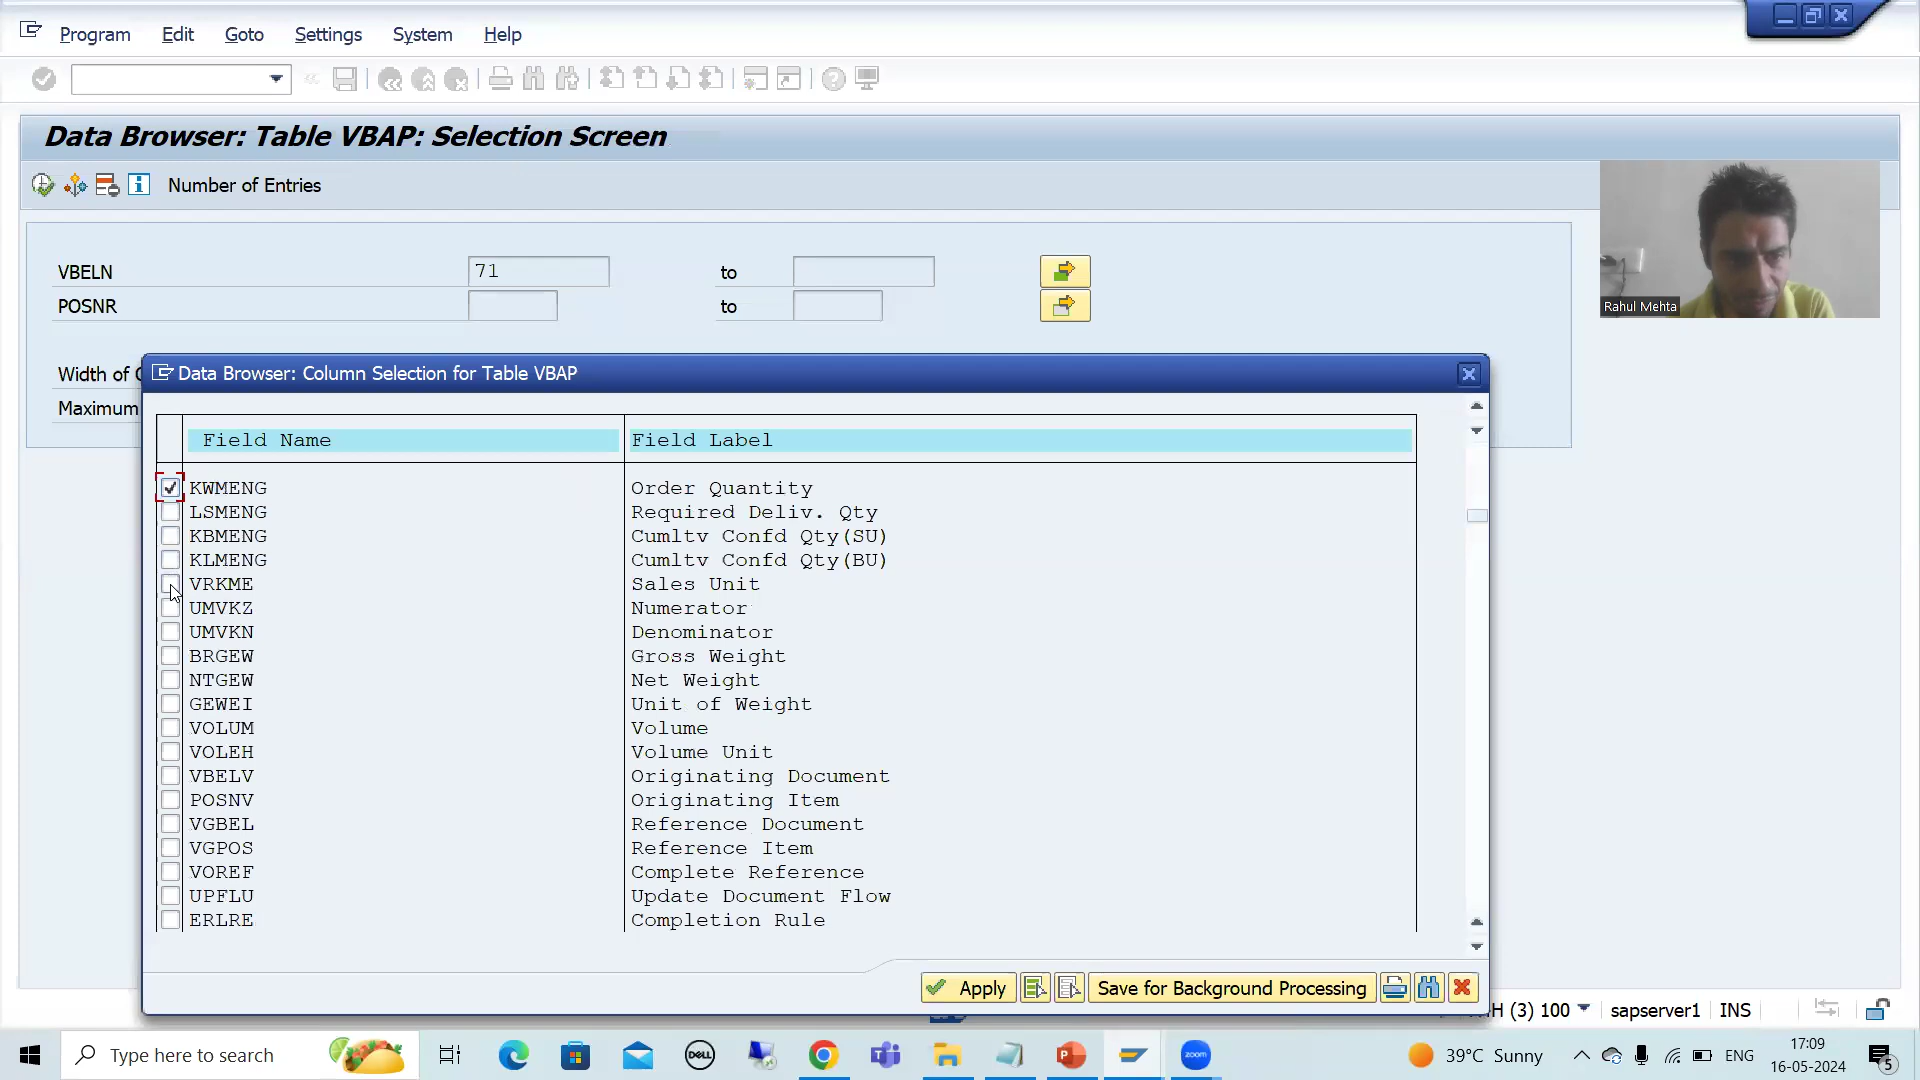 Program Edit Goto Settings System Help
Data Browser: Table VBAP: Selection Screen
Number of Entries
VBELN 71 to
POSNR to
Rahul Mehta
Width of
Maximum
Data Browser: Column Selection for Table VBAP
Field Name Field Label
KWMENG Order Quantity
LSMENG Required Deliv. Qty
KBMENG Cumltv Confd Qty(SU)
KLMENG Cumltv Confd Qty(BU)
VRKME Sales Unit
UMVKZ Numerator
UMVKN Denominator
BRGEW Gross Weight
NTGEW Net Weight
GEWEI Unit of Weight
VOLUM Volume
VOLEH Volume Unit
VBELV Originating Document
POSNV Originating Item
VGBEL Reference Document
VGPOS Reference Item
VOREF Complete Reference
UPFLU Update Document Flow
ERLRE Completion Rule
Apply Save for Background Processing
(3) 100 sapserver1 INS
Type here to search
DELL
zoom
39°C Sunny
ENG
17:09
16-05-2024
5